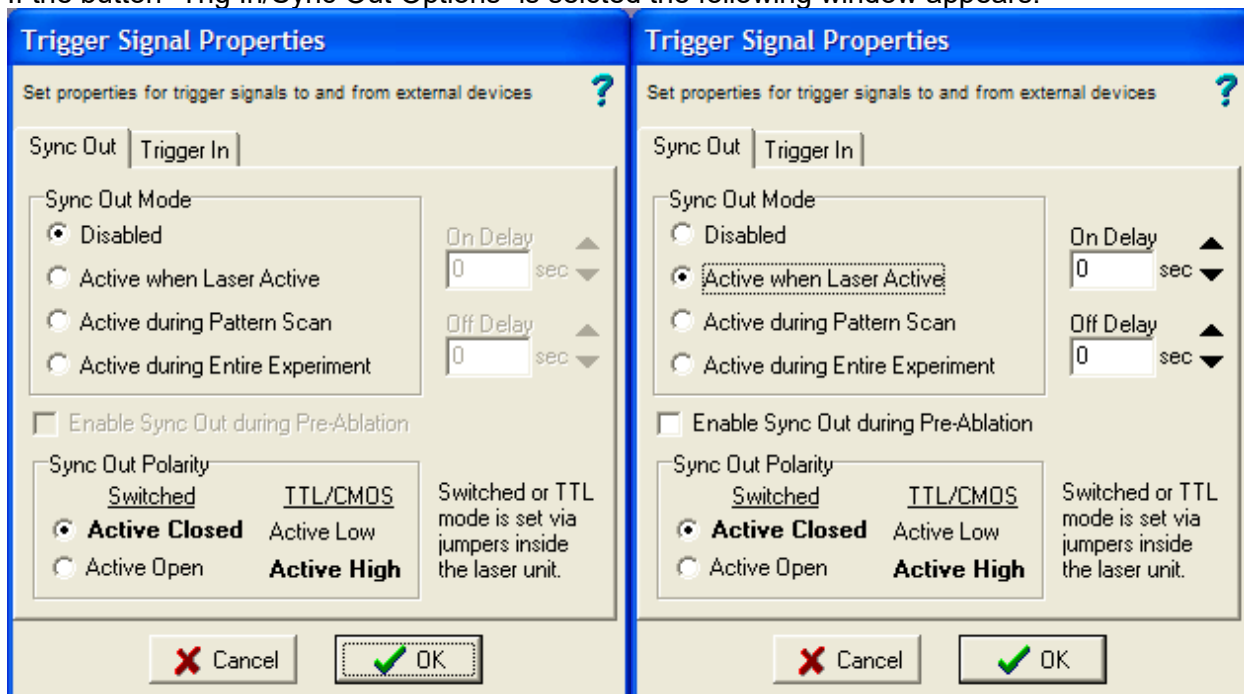 If the button “Trig In/Sync Out Options” is selcted the following window appears:
Trigger Signal Properties
Set properties for trigger signals to and from external devices ?
Sync Out Trigger In
Sync Out Mode
Disabled
Active when Laser Active
Active during Pattern Scan
Active during Entire Experiment
On Delay
0 sec
Off Delay
0 sec
Enable Sync Out during Pre-Ablation
Sync Out Polarity
Switched TTL/CMOS
Active Closed Active Low
Active Open Active High
Switched or TTL
mode is set via
jumpers inside
the laser unit.
Cancel OK
Trigger Signal Properties
Set properties for trigger signals to and from external devices ?
Sync Out Trigger In
Sync Out Mode
Disabled
Active when Laser Active
Active during Pattern Scan
Active during Entire Experiment
On Delay
0 sec
Off Delay
0 sec
Enable Sync Out during Pre-Ablation
Sync Out Polarity
Switched TTL/CMOS
Active Closed Active Low
Active Open Active High
Switched or TTL
mode is set via
jumpers inside
the laser unit.
Cancel OK